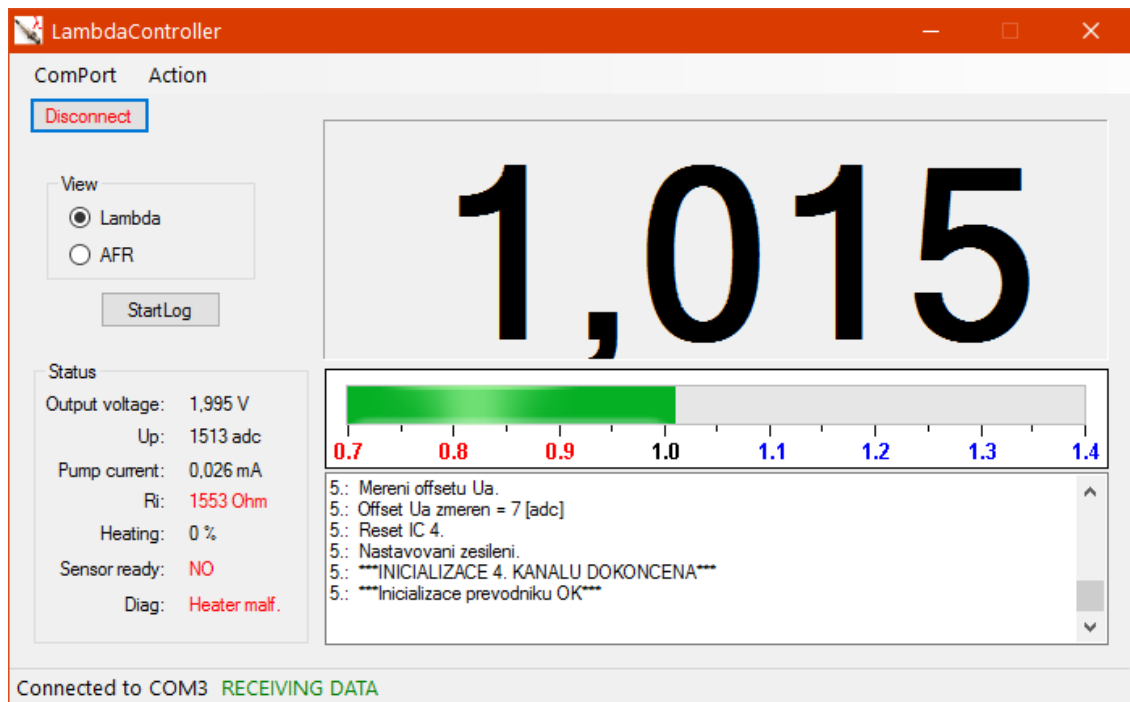 LambdaController
ComPort Action
Disconnect
View
Lambda
AFR
StartLog
1,015
0.7 0.8 0.9 1.0 1.1 1.2 1.3 1.4
Status
Output voltage: 1,995 V
Up: 1513 adc
Pump current: 0,026 mA
Ri: 1553 Ohm
Heating: 0 %
Sensor ready: NO
Diag: Heater malf.
5.: Mereni offsetu Ua.
5.: Offset Ua zmeren = 7 [adc]
5.: Reset IC 4.
5.: Nastavovani zesileni.
5.: ***INICIALIZACE 4. KANALU DOKONCENA***
5.: ***Inicializace prevodniku OK***
Connected to COM3 RECEIVING DATA